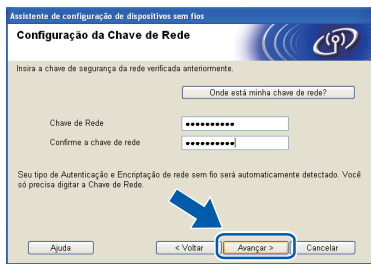 Assistente de configuração de dispositivos sem fios
Configuração da Chave de Rede
Insira a chave de segurança da rede verificada anteriormente.
Onde está minha chave de rede?
Chave de Rede ●●●●●●●●●●
Confirme a chave de rede ●●●●●●●●●●
Seu tipo de Autenticação e Encriptação de rede sem fio será automaticamente detectado. Você
só precisa digitar a Chave de Rede.
Ajuda < Voltar Avançar > Cancelar